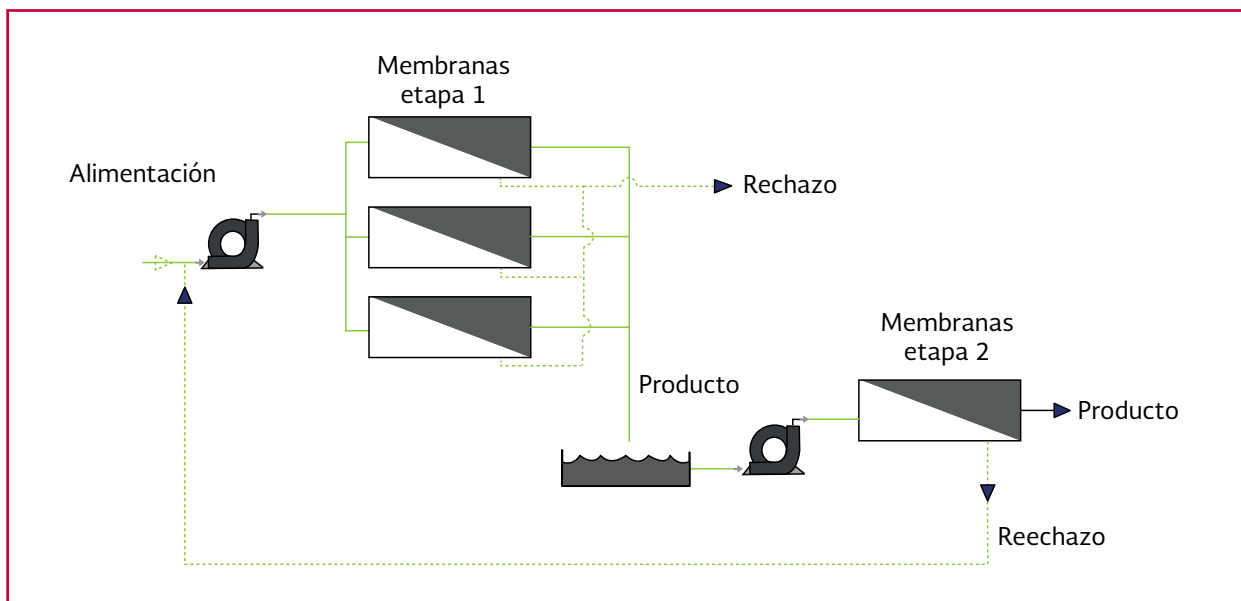 Membranas
etapa 1
Alimentación
Rechazo
Membranas
etapa 2
Producto
Producto
Reechazo